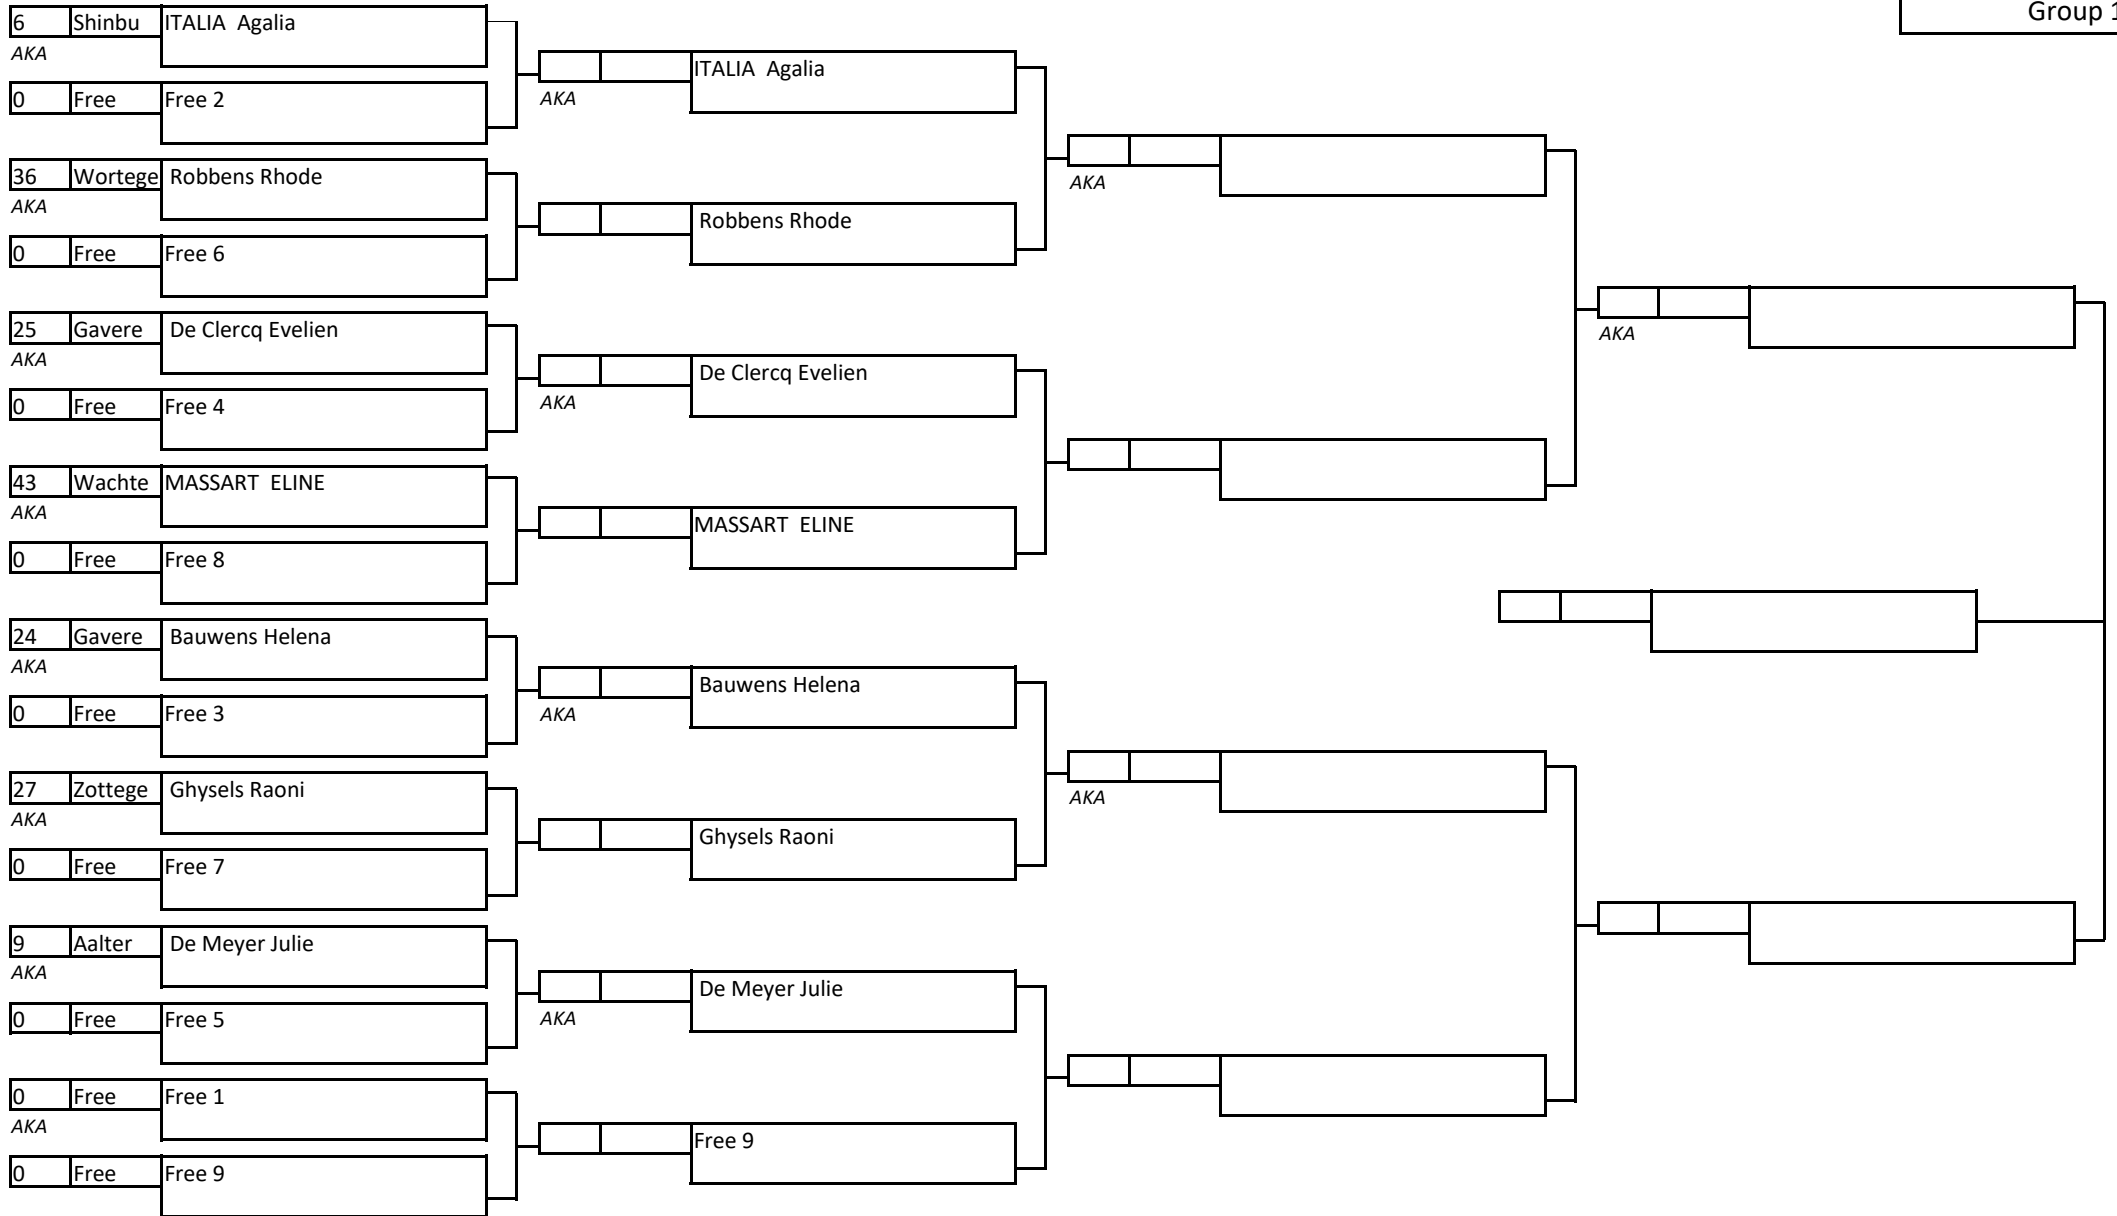 Group 1
6 Shinbu ITALIA  Agalia
AKA
0 Free Free 2
36 Wortege Robbens Rhode
AKA
0 Free Free 6
25 Gavere De Clercq Evelien
AKA
0 Free Free 4
43 Wachte MASSART  ELINE
AKA
0 Free Free 8
24 Gavere Bauwens Helena
AKA
0 Free Free 3
27 Zottege Ghysels Raoni
AKA
0 Free Free 7
9 Aalter De Meyer Julie
AKA
0 Free Free 5
0 Free Free 1
AKA
0 Free Free 9
ITALIA  Agalia
AKA
Robbens Rhode
De Clercq Evelien
AKA
MASSART  ELINE
Bauwens Helena
AKA
Ghysels Raoni
De Meyer Julie
AKA
Free 9
AKA
AKA
AKA